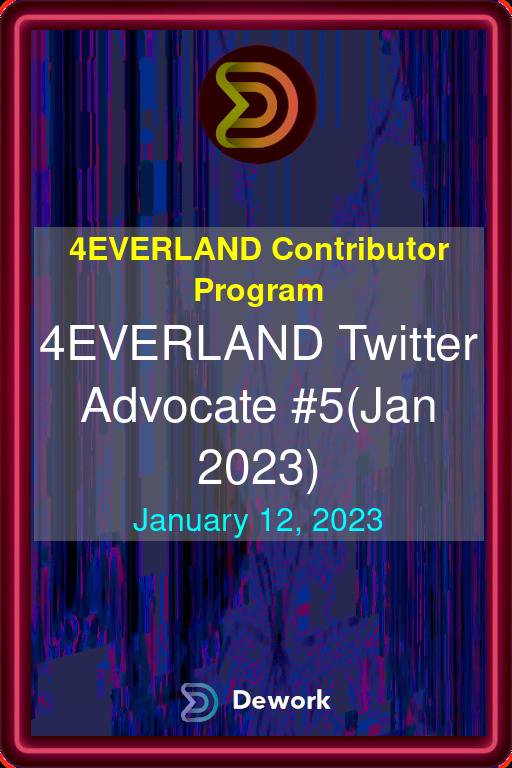 4EVERLAND Contributor
Program
4EVERLAND Twitter
Advocate #5(Jan
2023)
January 12, 2023
Dework